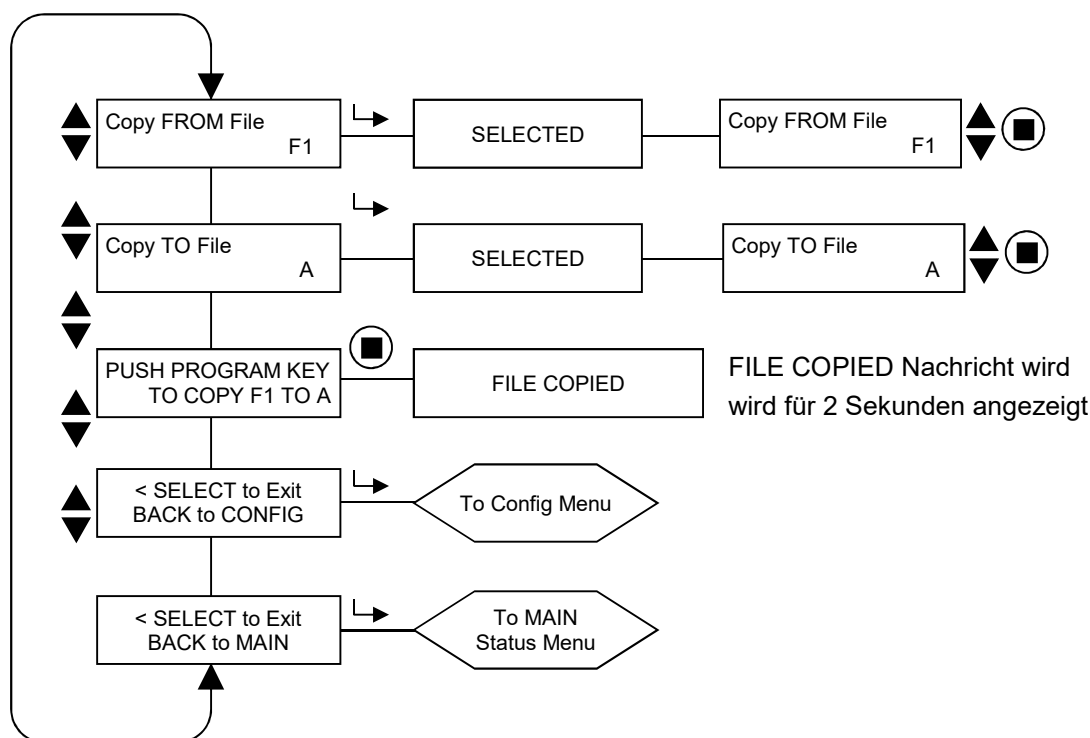 Copy FROM File
F1
SELECTED
Copy FROM File
F1
Copy TO File
A
SELECTED
Copy TO File
A
PUSH PROGRAM KEY
TO COPY F1 TO A
FILE COPIED
FILE COPIED Nachricht wird
wird für 2 Sekunden angezeigt
< SELECT to Exit
BACK to CONFIG
To Config Menu
< SELECT to Exit
BACK to MAIN
To MAIN
Status Menu